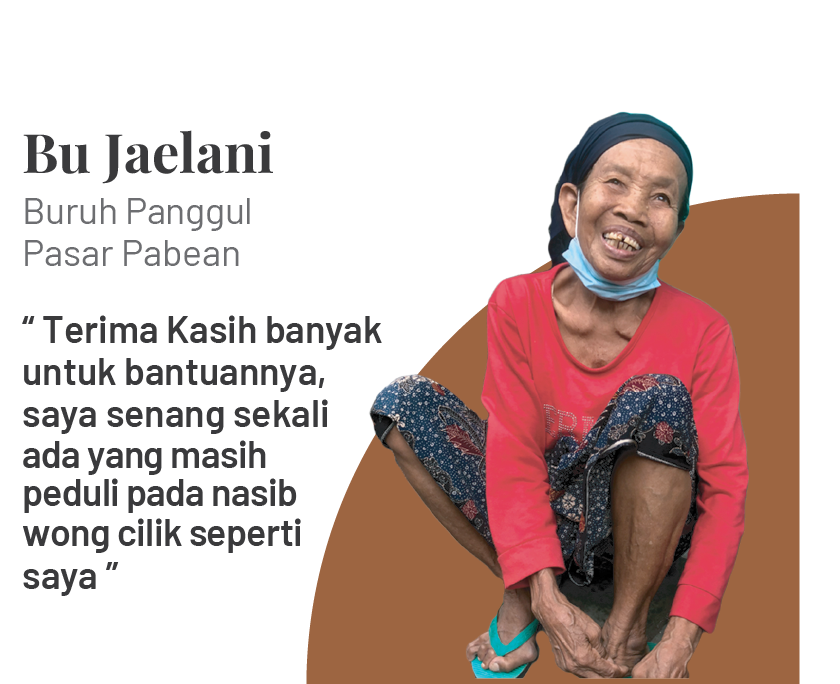 Bu Jaelani
Buruh Panggul
Pasar Pabean
“ Terima Kasih banyak
untuk bantuannya,
saya senang sekali
ada yang masih
peduli pada nasib
wong cilik seperti
saya ”